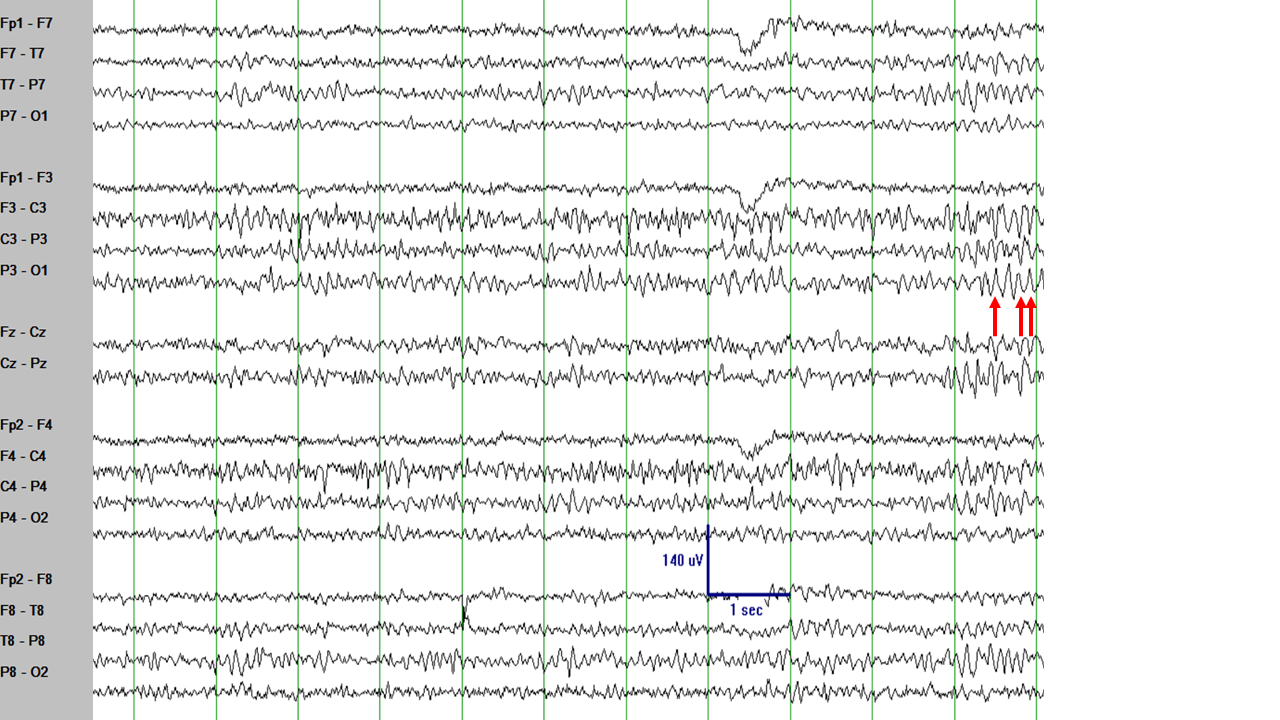 Fp1 - F7
F7 - T7
T7 - P7
P7 - O1
Fp1 - F3
F3 - C3
C3 - P3
P3 - O1
Fz - Cz
Cz - Pz
Fp2 - F4
F4 - C4
C4 - P4
P4 - O2
140 uV
1 sec
Fp2 - F8
F8 - T8
T8 - P8
P8 - O2